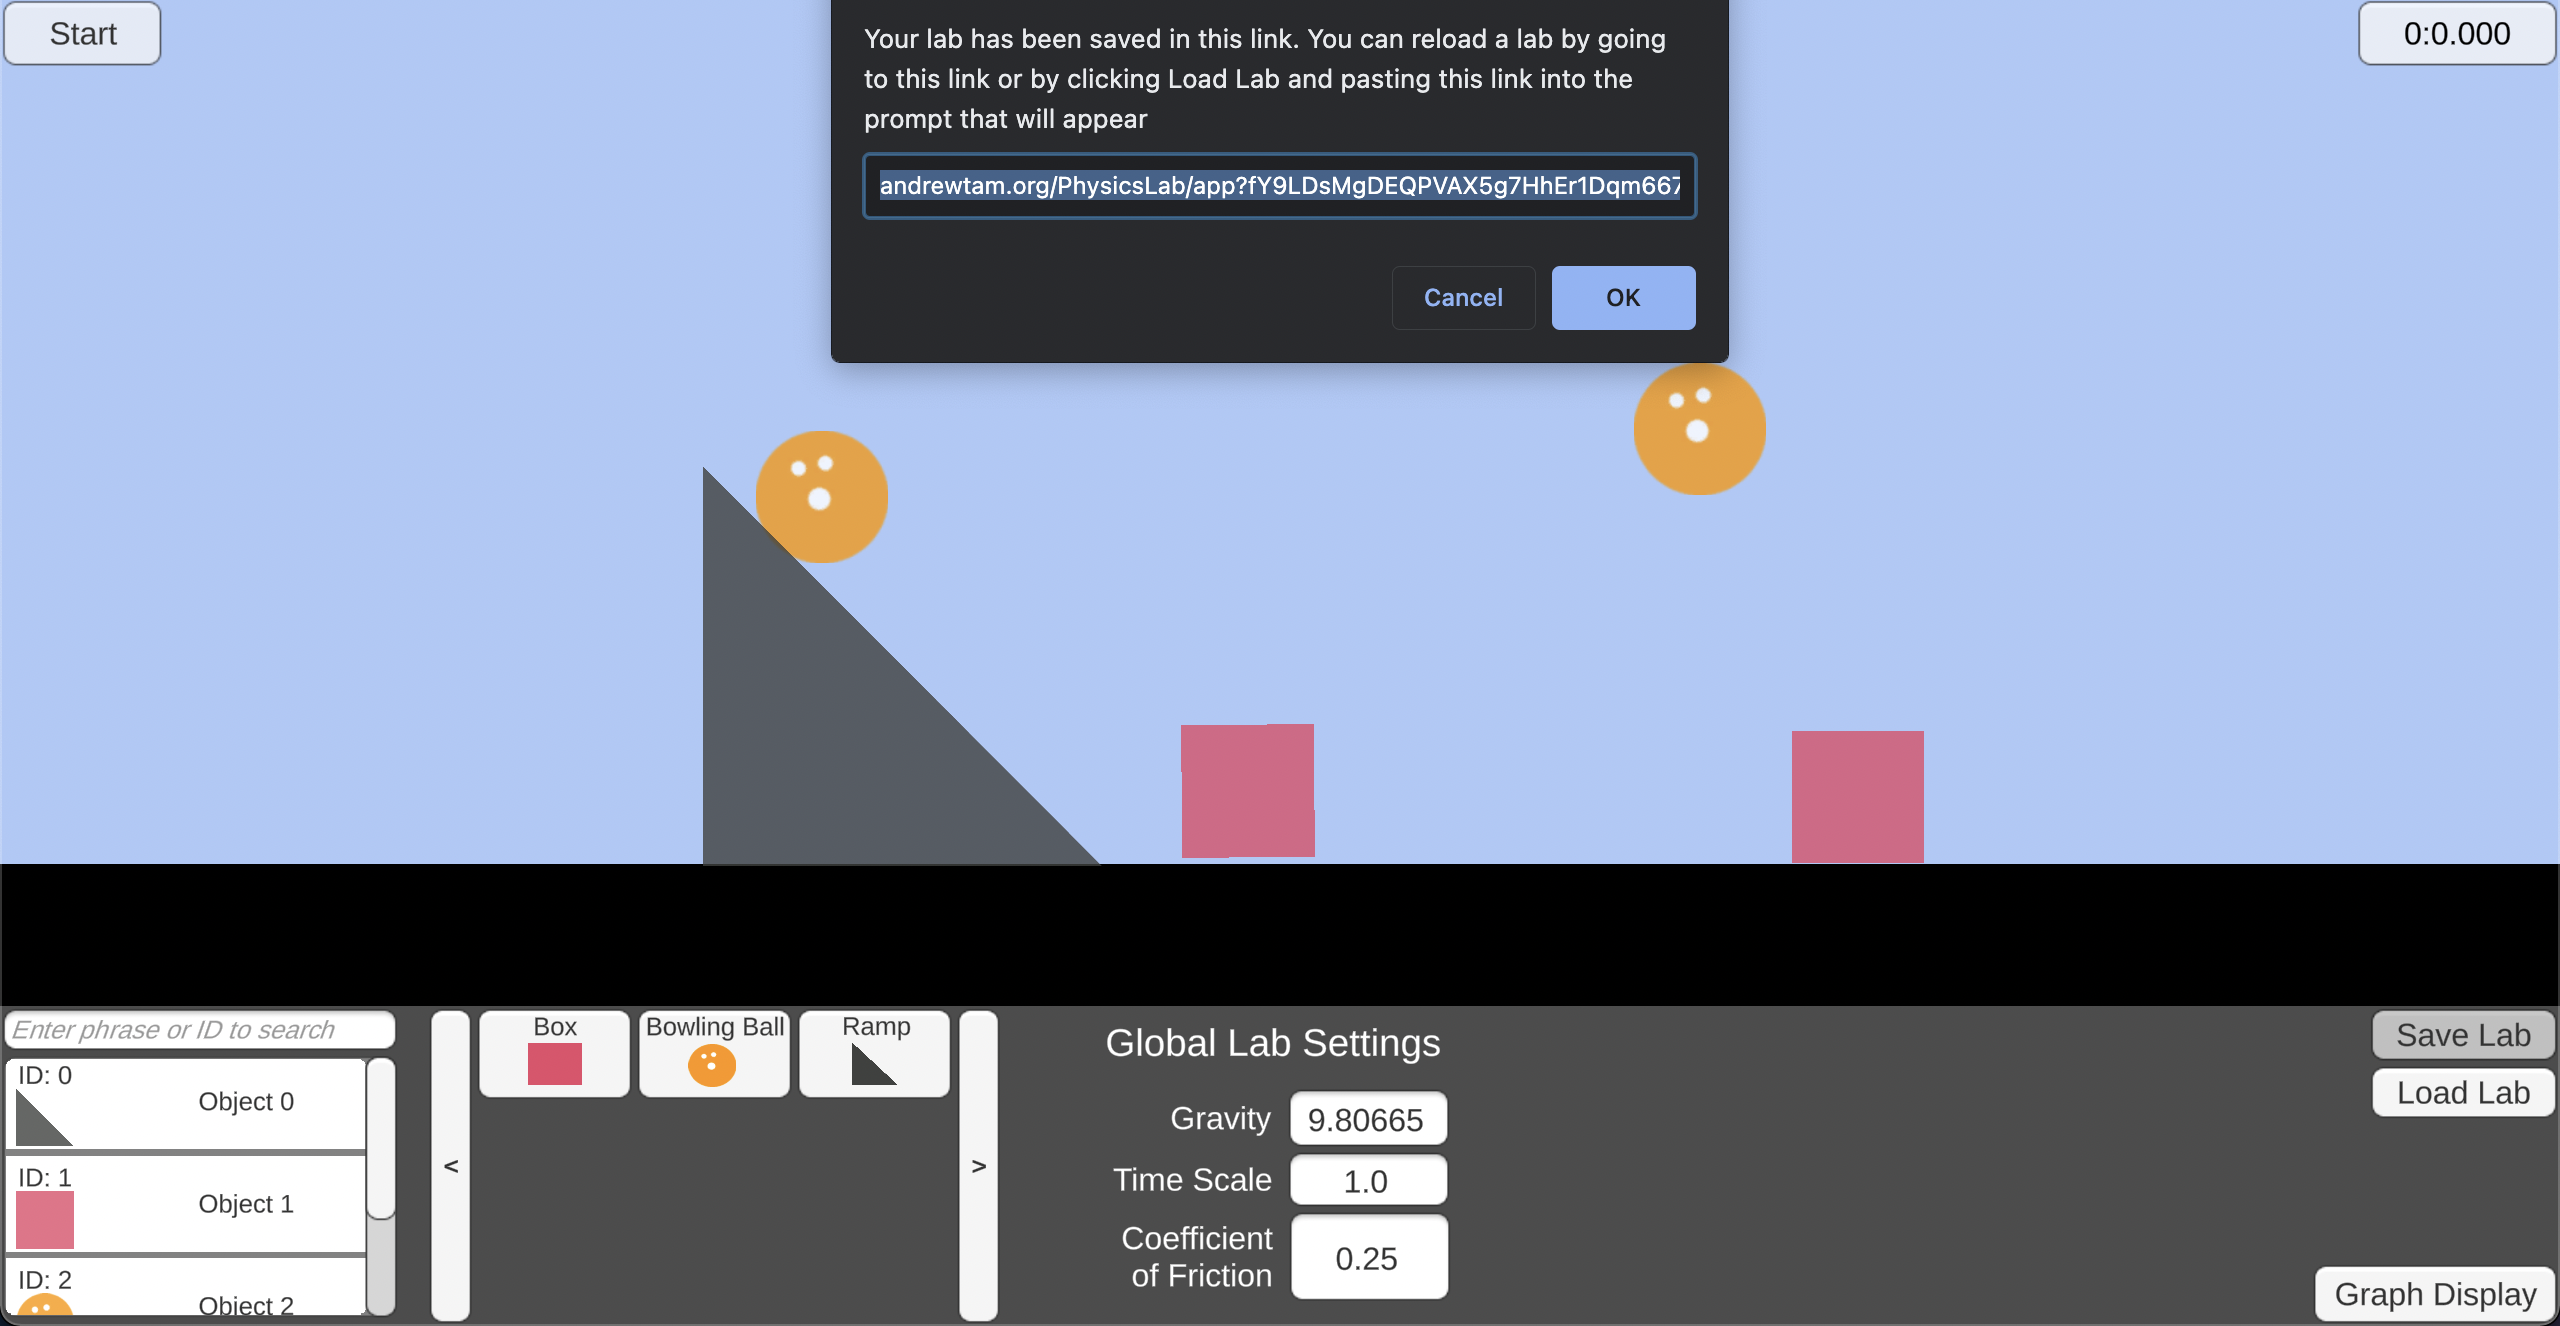 Start
Your lab has been saved in this link. You can reload a lab by going
to this link or by clicking Load Lab and pasting this link into the
prompt that will appear
andrewtam.org/PhysicsLab/app?fY9LDsMgDEQPVAX5g7HhEr1Dqm667
Cancel
OK
0:0.000
Enter phrase or ID to search
ID: 0
Object 0
ID: 1
Object 1
ID: 2
Object 2
<
Box
Bowling Ball
Ramp
>
Global Lab Settings
Gravity
9.80665
Time Scale
1.0
Coefficient
of Friction
0.25
Save Lab
Load Lab
Graph Display